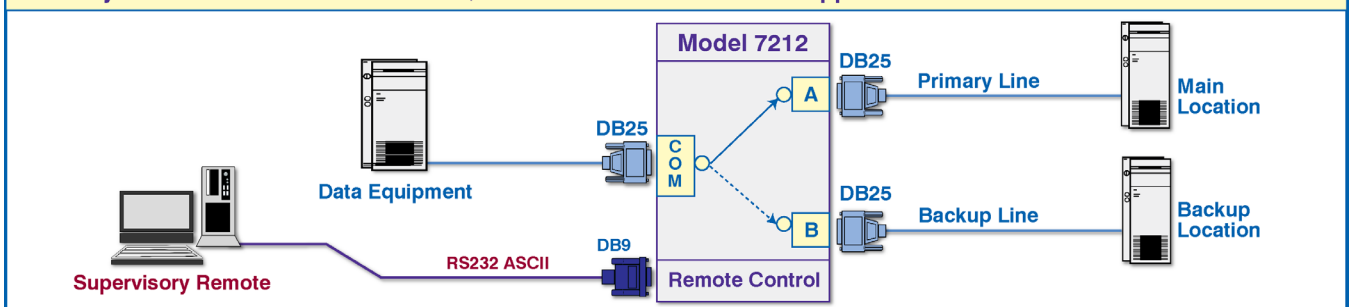 Model 7212
DB25
Primary Line
Main
Location
A
DB25
C
O
M
Data Equipment
DB25
Backup Line
Backup
Location
B
DB9
RS232 ASCII
Supervisory Remote
Remote Control